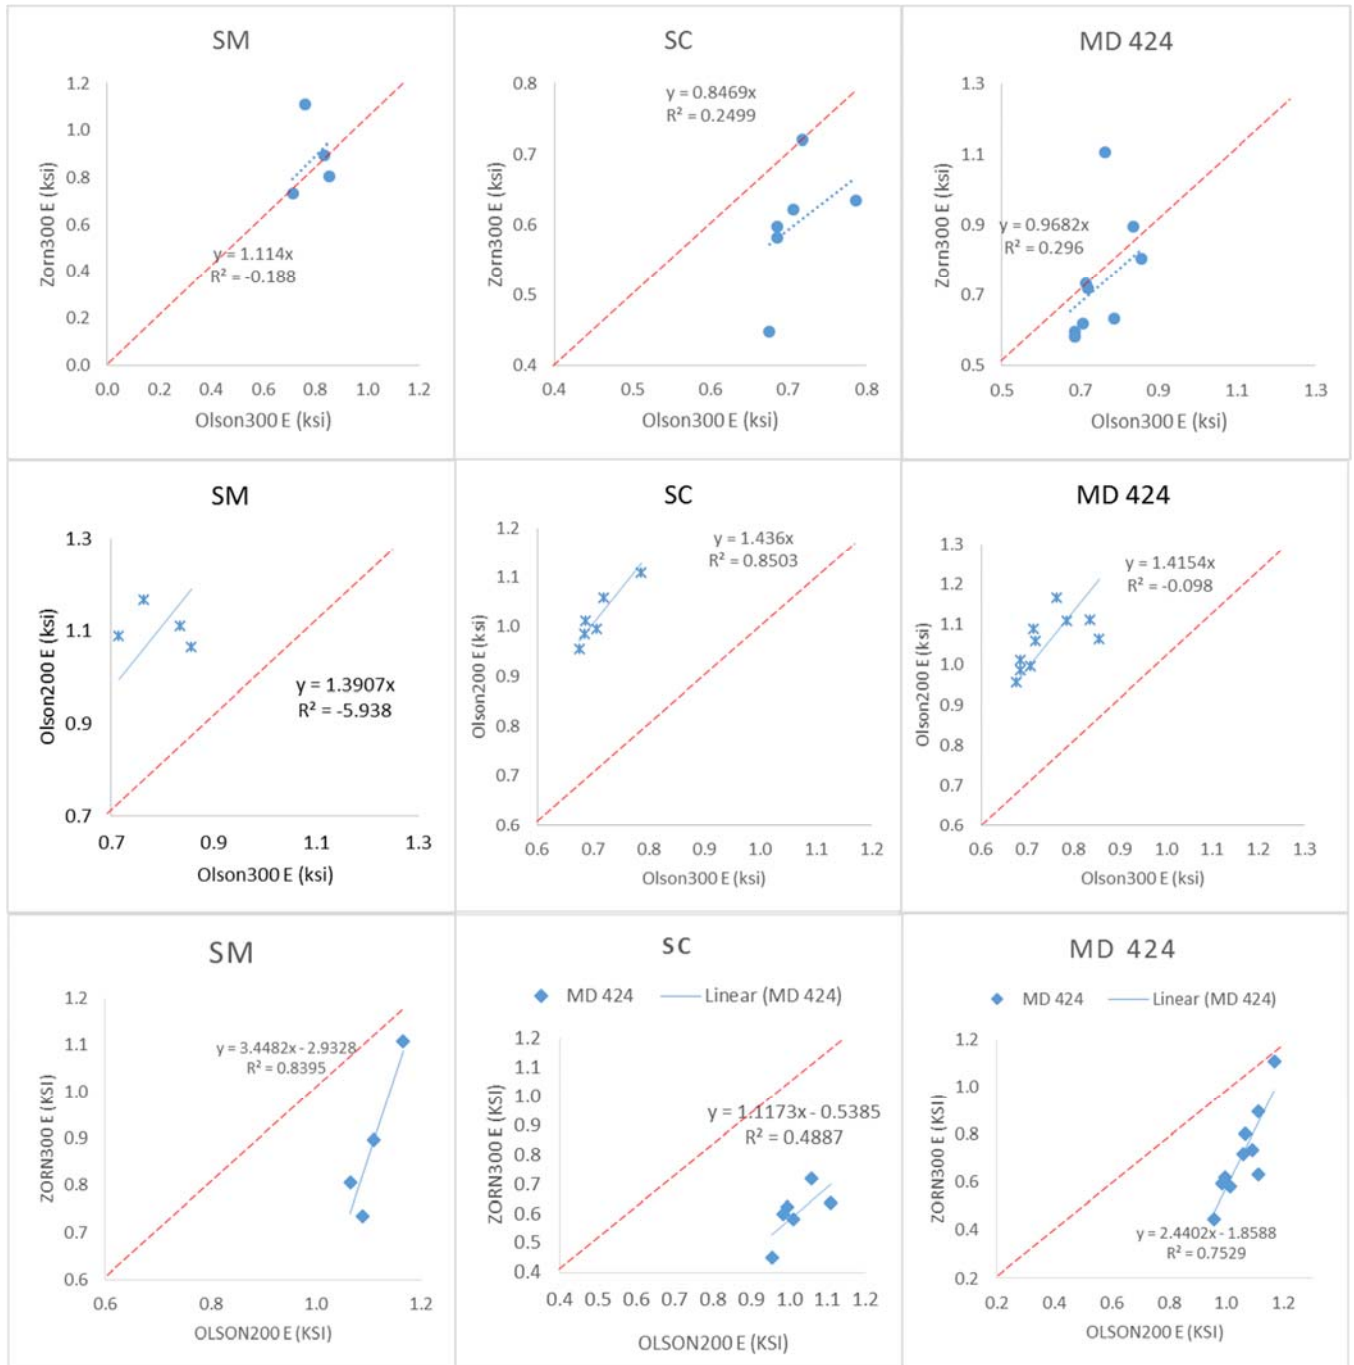 SM
1.2
1.0
0.8
0.6
0.4
0.2
0.0
Zorn300 E (ksi)
y = 1.114x
R² = -0.188
0.0 0.2 0.4 0.6 0.8 1.0 1.2
Olson300 E (ksi)
SC
0.8
0.7
0.6
0.5
0.4
Zorn300 E (ksi)
y = 0.8469x
R² = 0.2499
0.4 0.5 0.6 0.7 0.8
Olson300 E (ksi)
MD 424
1.3
1.1
0.9
0.7
0.5
Zorn300 E (ksi)
y = 0.9682x
R² = 0.296
0.5 0.7 0.9 1.1 1.3
Olson300 E (ksi)
SM
1.3
1.1
0.9
0.7
Olson200 E (ksi)
y = 1.3907x
R² = -5.938
0.7 0.9 1.1 1.3
Olson300 E (ksi)
SC
1.2
1.1
1.0
0.9
0.8
0.7
0.6
Olson200 E (ksi)
y = 1.436x
R² = 0.8503
0.6 0.7 0.8 0.9 1.0 1.1 1.2
Olson300 E (ksi)
MD 424
1.3
1.2
1.1
1.0
0.9
0.8
0.7
0.6
Olson200 E (ksi)
y = 1.4154x
R² = -0.098
0.6 0.7 0.8 0.9 1.0 1.1 1.2 1.3
Olson300 E (ksi)
SM
1.2
1.1
1.0
0.9
0.8
0.7
0.6
ZORN300 E (KSI)
y = 3.4482x - 2.9328
R² = 0.8395
0.6 0.8 1.0 1.2
OLSON200 E (KSI)
SC
MD 424 Linear (MD 424)
1.2
1.1
1.0
0.9
0.8
0.7
0.6
0.5
0.4
ZORN300 E (KSI)
y = 1.1173x - 0.5385
R² = 0.4887
0.4 0.5 0.6 0.7 0.8 0.9 1.0 1.1 1.2
OLSON200 E (KSI)
MD 424
MD 424 Linear (MD 424)
1.2
1.0
0.8
0.6
0.4
0.2
ZORN300 E (KSI)
y = 2.4402x - 1.8588
R² = 0.7529
0.2 0.4 0.6 0.8 1.0 1.2
OLSON200 E (KSI)